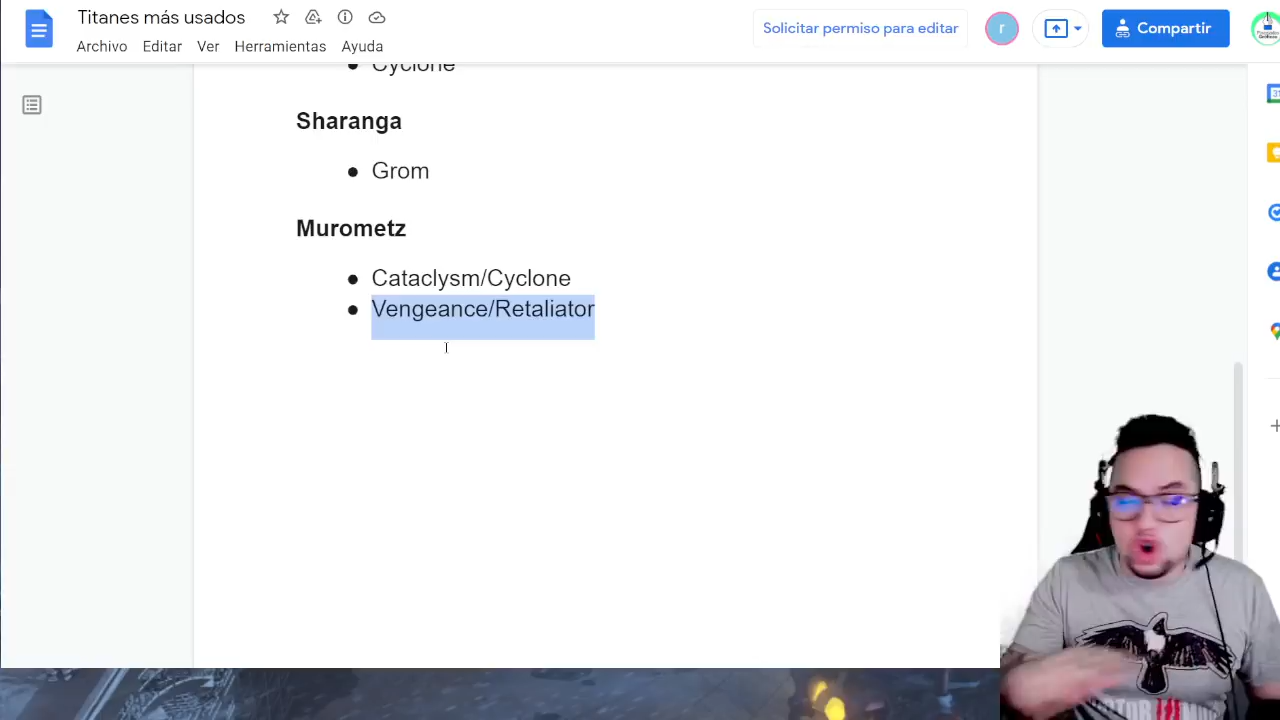 Titanes más usados
Archivo Editar Ver Herramientas Ayuda
Solicitar permiso para editar
r
Compartir
Cyclone
Sharanga
● Grom
Murometz
● Cataclysm/Cyclone
● Vengeance/Retaliator
31